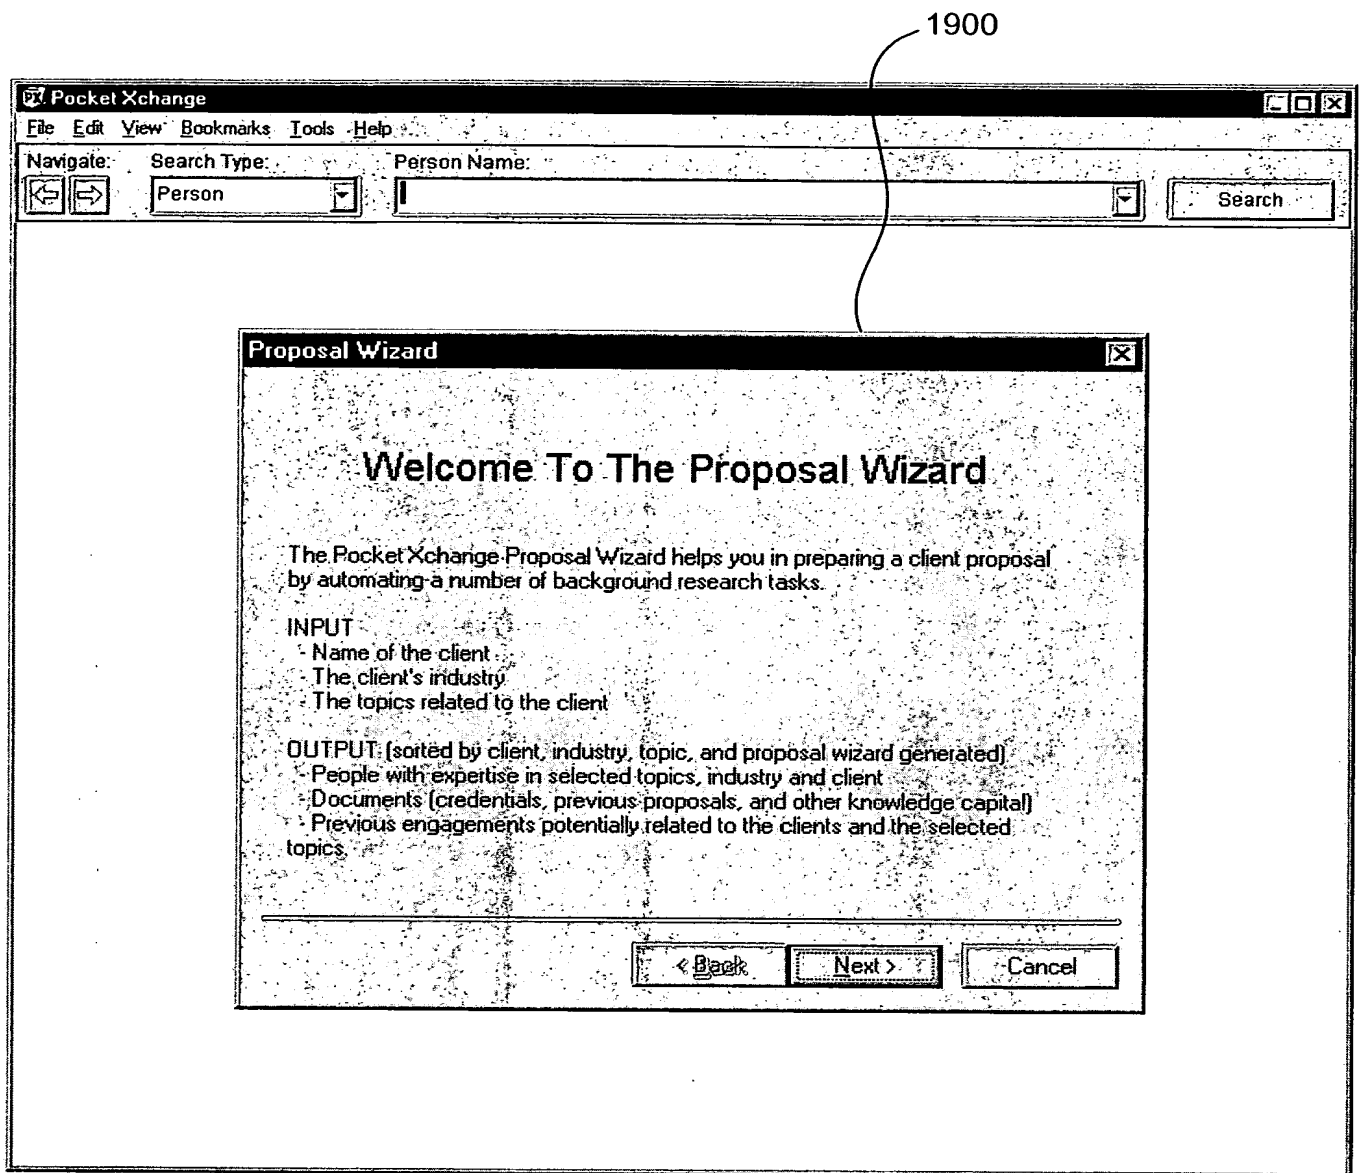 1900
PX Pocket Xchange
File Edit View Bookmarks Tools Help
Navigate: Search Type: Person Name:
Person Search
Proposal Wizard
Welcome To The Proposal Wizard
The Pocket Xchange Proposal Wizard helps you in preparing a client proposal
by automating a number of background research tasks.
INPUT
- Name of the client
- The client's industry
- The topics related to the client
OUTPUT (sorted by client, industry, topic, and proposal wizard generated)
- People with expertise in selected topics, industry and client
- Documents (credentials, previous proposals, and other knowledge capital)
- Previous engagements potentially related to the clients and the selected
topics.
< Back Next > Cancel